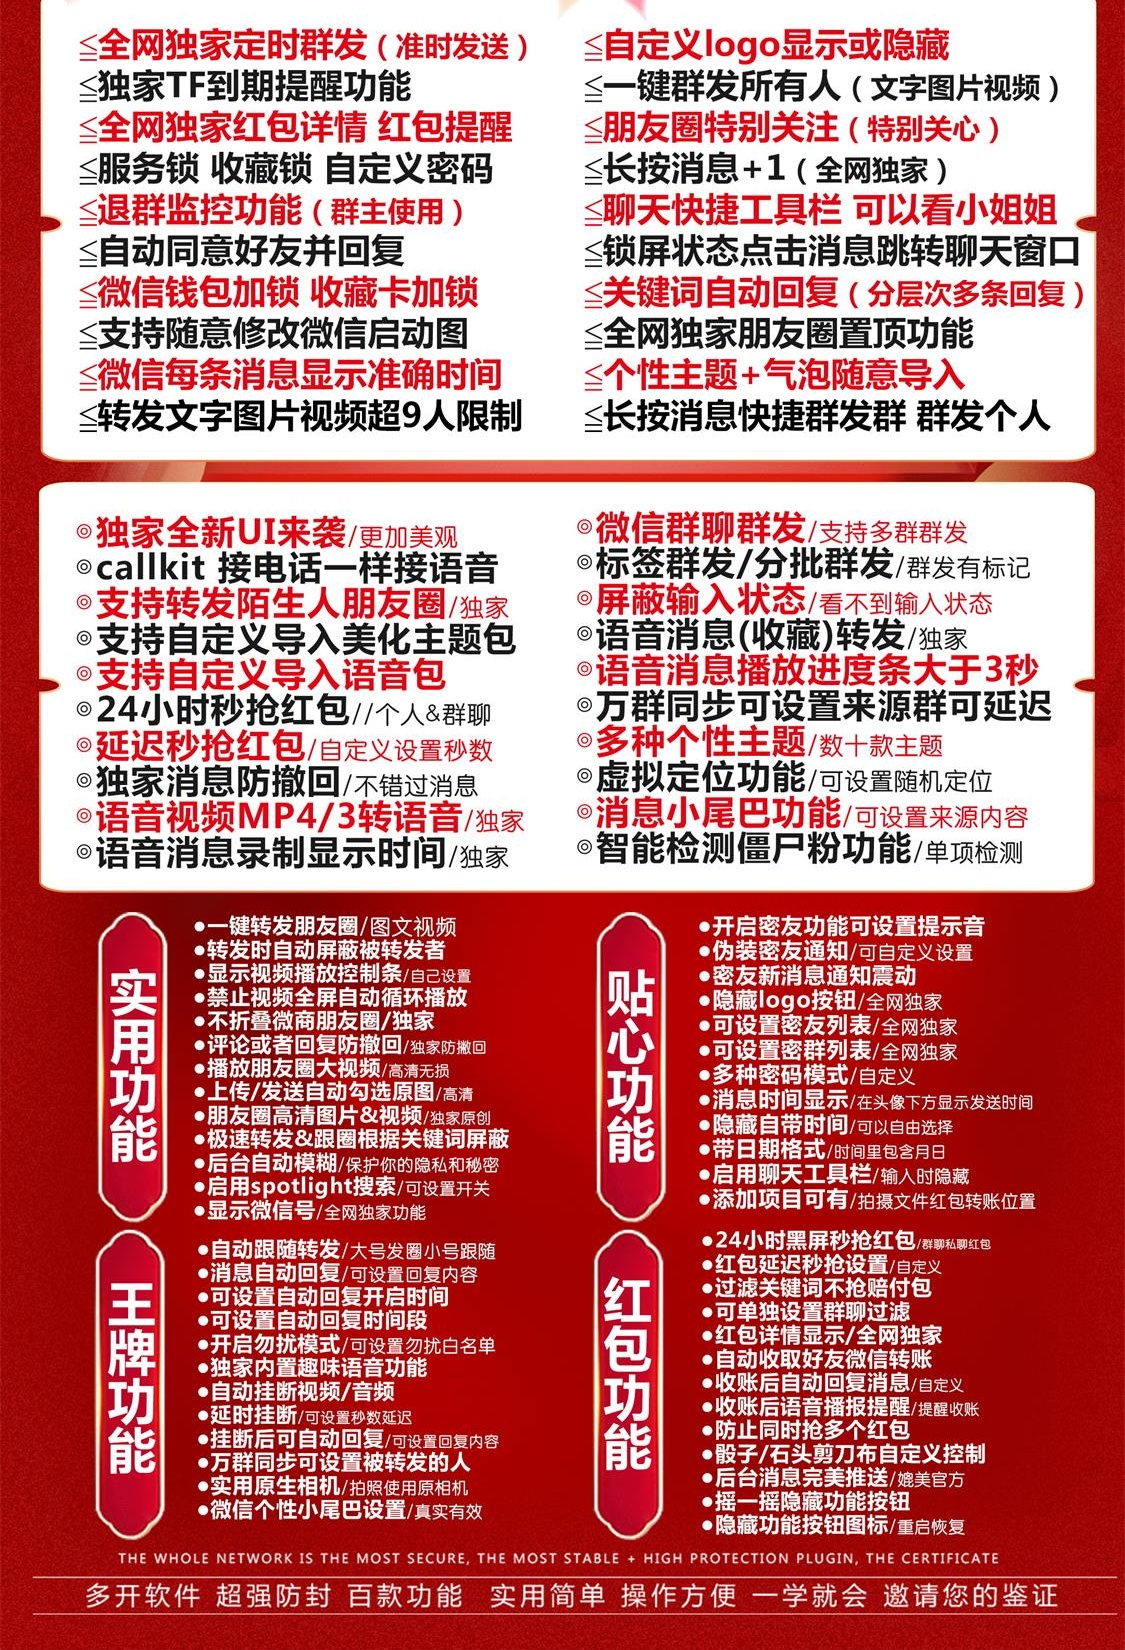 ≦全网独家定时群发（准时发送）
≦独家TF到期提醒功能
≦全网独家红包详情 红包提醒
≦服务锁 收藏锁 自定义密码
≦退群监控功能（群主使用）
≦自动同意好友并回复
≦微信钱包加锁 收藏卡加锁
≦支持随意修改微信启动图
≦微信每条消息显示准确时间
≦转发文字图片视频超9人限制
≦自定义logo显示或隐藏
≦一键群发所有人（文字图片视频）
≦朋友圈特别关注（特别关心）
≦长按消息+1（全网独家）
≦聊天快捷工具栏 可以看小姐姐
≦锁屏状态点击消息跳转聊天窗口
≦关键词自动回复（分层次多条回复）
≦全网独家朋友圈置顶功能
≦个性主题+气泡随意导入
≦长按消息快捷群发群 群发个人
◎独家全新UI来袭/更加美观
◎callkit 接电话一样接语音
◎支持转发陌生人朋友圈/独家
◎支持自定义导入美化主题包
◎支持自定义导入语音包
◎24小时秒抢红包//个人&群聊
◎延迟秒抢红包/自定义设置秒数
◎独家消息防撤回/不错过消息
◎语音视频MP4/3转语音/独家
◎语音消息录制显示时间/独家
◎微信群聊群发/支持多群群发
◎标签群发/分批群发/群发有标记
◎屏蔽输入状态/看不到输入状态
◎语音消息(收藏)转发/独家
◎语音消息播放进度条大于3秒
◎万群同步可设置来源群可延迟
◎多种个性主题/数十款主题
◎虚拟定位功能/可设置随机定位
◎消息小尾巴功能/可设置来源内容
◎智能检测僵尸粉功能/单项检测
实用功能
●一键转发朋友圈/图文视频
●转发时自动屏蔽被转发者
●显示视频播放控制条/自己设置
●禁止视频全屏自动循环播放
●不折叠微商朋友圈/独家
●评论或者回复防撤回/独家防撤回
●播放朋友圈大视频/高清无损
●上传/发送自动勾选原图/高清
●朋友圈高清图片&视频/独家原创
●极速转发&跟圈根据关键词屏蔽
●后台自动模糊/保护你的隐私和秘密
●启用spotlight搜索/可设置开关
●显示微信号/全网独家功能
贴心功能
●开启密友功能可设置提示音
●伪装密友通知/可自定义设置
●密友新消息通知震动
●隐藏logo按钮/全网独家
●可设置密友列表/全网独家
●可设置密群列表/全网独家
●多种密码模式/自定义
●消息时间显示/在头像下方显示发送时间
●隐藏自带时间/可以自由选择
●带日期格式/时间里包含月日
●启用聊天工具栏/输入时隐藏
●添加项目可有/拍摄文件红包转账位置
王牌功能
●自动跟随转发/大号发圈小号跟随
●消息自动回复/可设置回复内容
●可设置自动回复开启时间
●可设置自动回复时间段
●开启勿扰模式/可设置勿扰白名单
●独家内置趣味语音功能
●自动挂断视频/音频
●延时挂断/可设置秒数延迟
●挂断后可自动回复/可设置回复内容
●万群同步可设置被转发的人
●实用原生相机/拍照使用原相机
●微信个性小尾巴设置/真实有效
红包功能
●24小时黑屏秒抢红包/群聊私聊红包
●红包延迟秒抢设置/自定义
●过滤关键词不抢赔付包
●可单独设置群聊过滤
●红包详情显示/全网独家
●自动收取好友微信转账
●收账后自动回复消息/自定义
●收账后语音播报提醒/提醒收账
●防止同时抢多个红包
●骰子/石头剪刀布自定义控制
●后台消息完美推送/媲美官方
●摇一摇隐藏功能按钮
●隐藏功能按钮图标/重启恢复
THE WHOLE NETWORK IS THE MOST SECURE, THE MOST STABLE + HIGH PROTECTION PLUGIN, THE CERTIFICATE
多开软件 超强防封 百款功能 实用简单 操作方便 一学就会 邀请您的鉴证